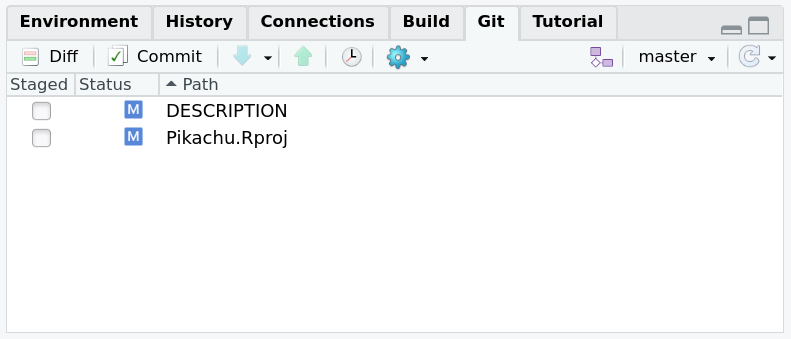 Environment History Connections Build Git Tutorial
Diff Commit master
Staged Status Path
M DESCRIPTION
M Pikachu.Rproj